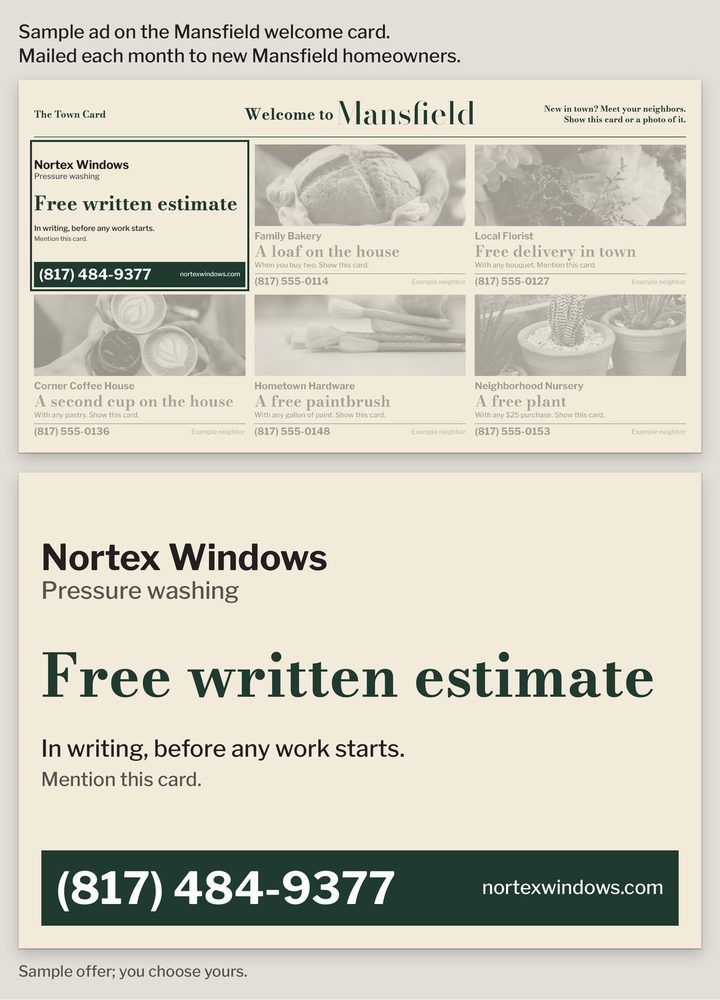 Sample ad on the Mansfield welcome card.
Mailed each month to new Mansfield homeowners.
The Town Card
Welcome to Mansfield
New in town? Meet your neighbors.
Show this card or a photo of it.
Nortex Windows
Pressure washing
Free written estimate
In writing, before any work starts.
Mention this card.
(817) 484-9377 nortexwindows.com
Family Bakery
A loaf on the house
When you buy two. Show this card.
(817) 555-0114 Example neighbor
Local Florist
Free delivery in town
With any bouquet. Mention this card.
(817) 555-0127 Example neighbor
Corner Coffee House
A second cup on the house
With any pastry. Show this card.
(817) 555-0136 Example neighbor
Hometown Hardware
A free paintbrush
With any gallon of paint. Show this card.
(817) 555-0148 Example neighbor
Neighborhood Nursery
A free plant
With any $25 purchase. Show this card.
(817) 555-0153 Example neighbor
Nortex Windows
Pressure washing
Free written estimate
In writing, before any work starts.
Mention this card.
(817) 484-9377 nortexwindows.com
Sample offer; you choose yours.